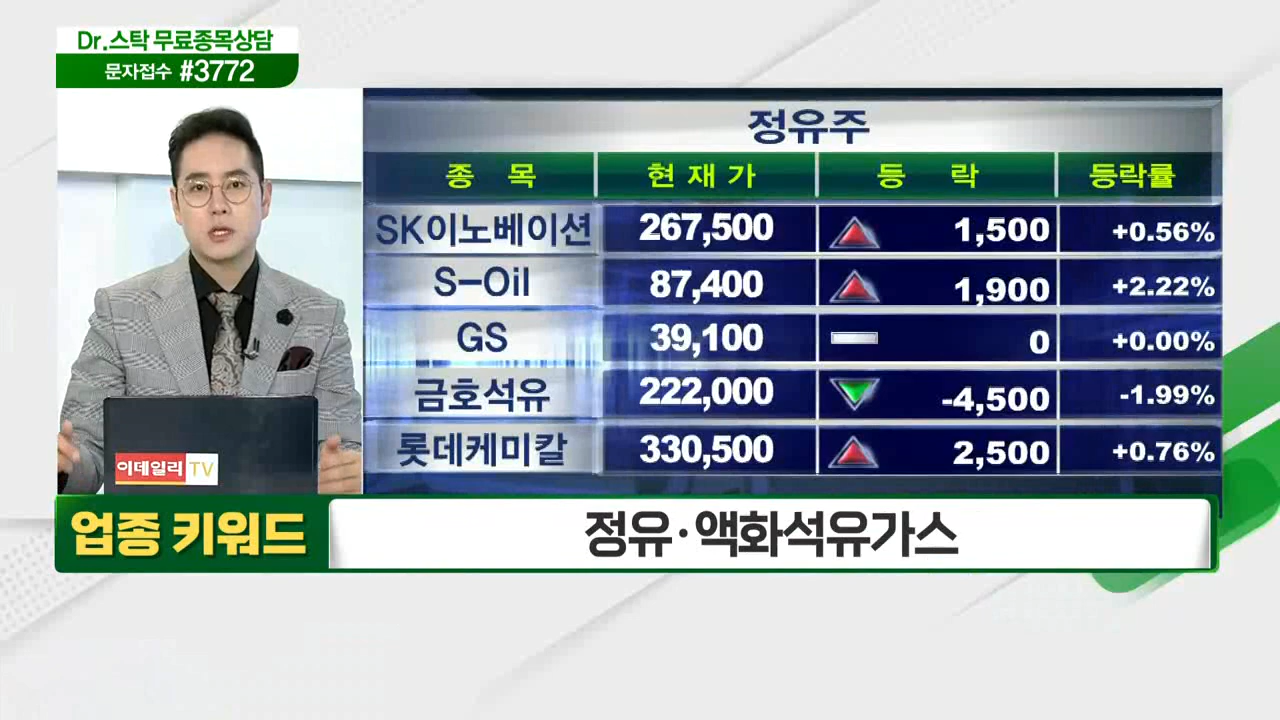 Dr.스탁 무료종목상담
문자접수 #3772
정유주
종 목 현 재 가 등 락 등락률
SK이노베이션 267,500 1,500 +0.56%
S-Oil 87,400 1,900 +2.22%
GS 39,100 0 +0.00%
금호석유 222,000 -4,500 -1.99%
롯데케미칼 330,500 2,500 +0.76%
이데일리TV
업종 키워드 정유·액화석유가스